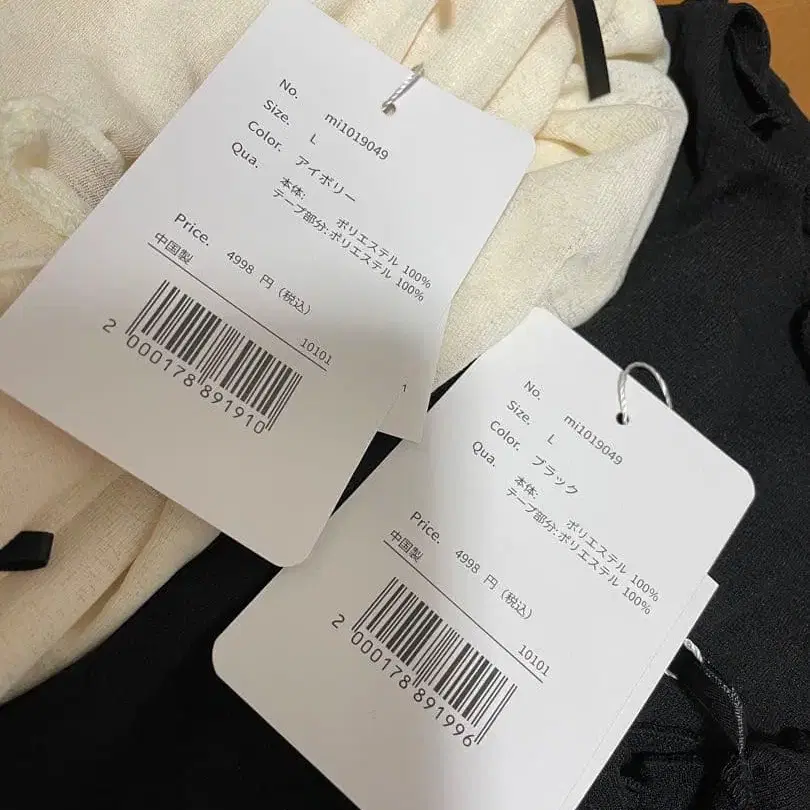 No. mi1019049
Size. L
Color. アイボリー
Qua. 本体: ポリエステル 100%
テープ部分:ポリエステル 100%
Price. 4998 円(税込)
中国製
10101
2 000178 891910
1
No. mi1019049
Size. L
Color. ブラック
Qua. 本体: ポリエステル 100%
テープ部分:ポリエステル 100%
Price. 4998 円(税込)
中国製
10101
2 000178 891996